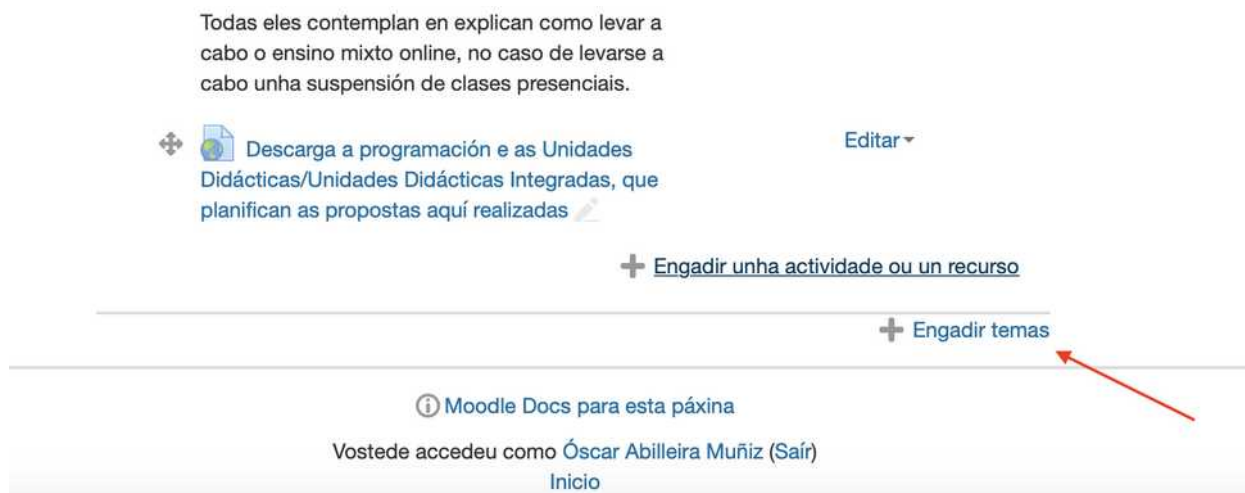 Todas eles contemplan en explican como levar a
cabo o ensino mixto online, no caso de levarse a
cabo unha suspensión de clases presenciais.
Descarga a programación e as Unidades
Didácticas/Unidades Didácticas Integradas, que
planifican as propostas aquí realizadas
Editar
Engadir unha actividade ou un recurso
Engadir temas
Moodle Docs para esta páxina
Vostede accedeu como Óscar Abilleira Muñiz (Saír)
Inicio